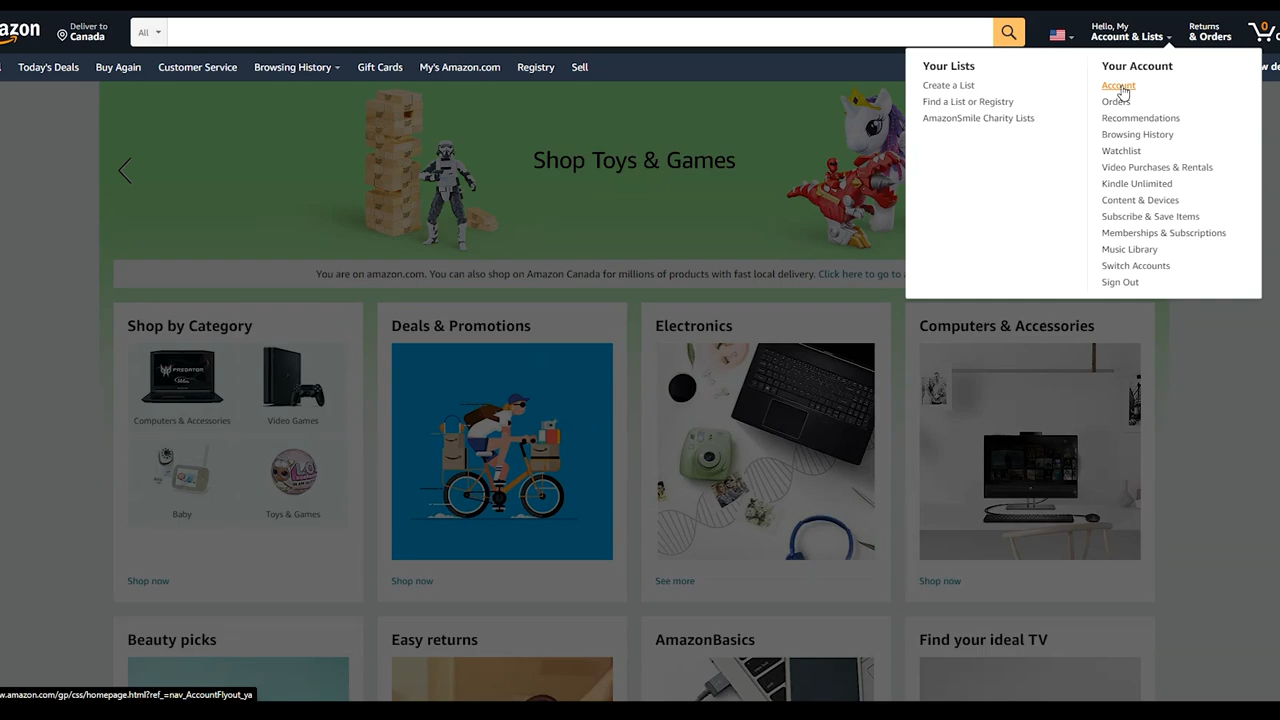 azon
Deliver to
Canada
All
Hello, My
Account & Lists
Returns
& Orders
0
Today's Deals
Buy Again
Customer Service
Browsing History
Gift Cards
My's Amazon.com
Registry
Sell
Your Lists
Create a List
Find a List or Registry
AmazonSmile Charity Lists
Your Account
Account
Orders
Recommendations
Browsing History
Watchlist
Video Purchases & Rentals
Kindle Unlimited
Content & Devices
Subscribe & Save Items
Memberships & Subscriptions
Music Library
Switch Accounts
Sign Out
Shop Toys & Games
You are on amazon.com. You can also shop on Amazon Canada for millions of products with fast local delivery. Click here to go to
Shop by Category
PREDATOR
Computers & Accessories
Video Games
Baby
Toys & Games
Shop now
Deals & Promotions
Shop now
Electronics
See more
Computers & Accessories
Shop now
Beauty picks
Easy returns
AmazonBasics
Find your ideal TV
w.amazon.com/gp/css/homepage.html?ref_=nav_AccountFlyout_ya